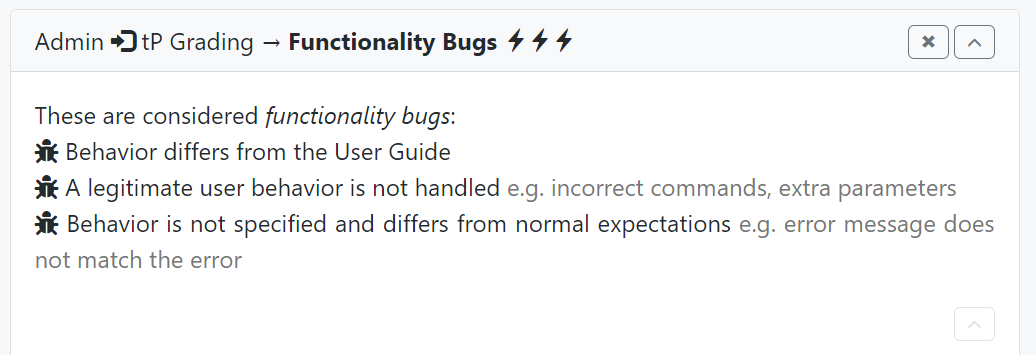 Admin tP Grading → Functionality Bugs
These are considered functionality bugs:
Behavior differs from the User Guide
A legitimate user behavior is not handled e.g. incorrect commands, extra parameters
Behavior is not specified and differs from normal expectations e.g. error message does
not match the error